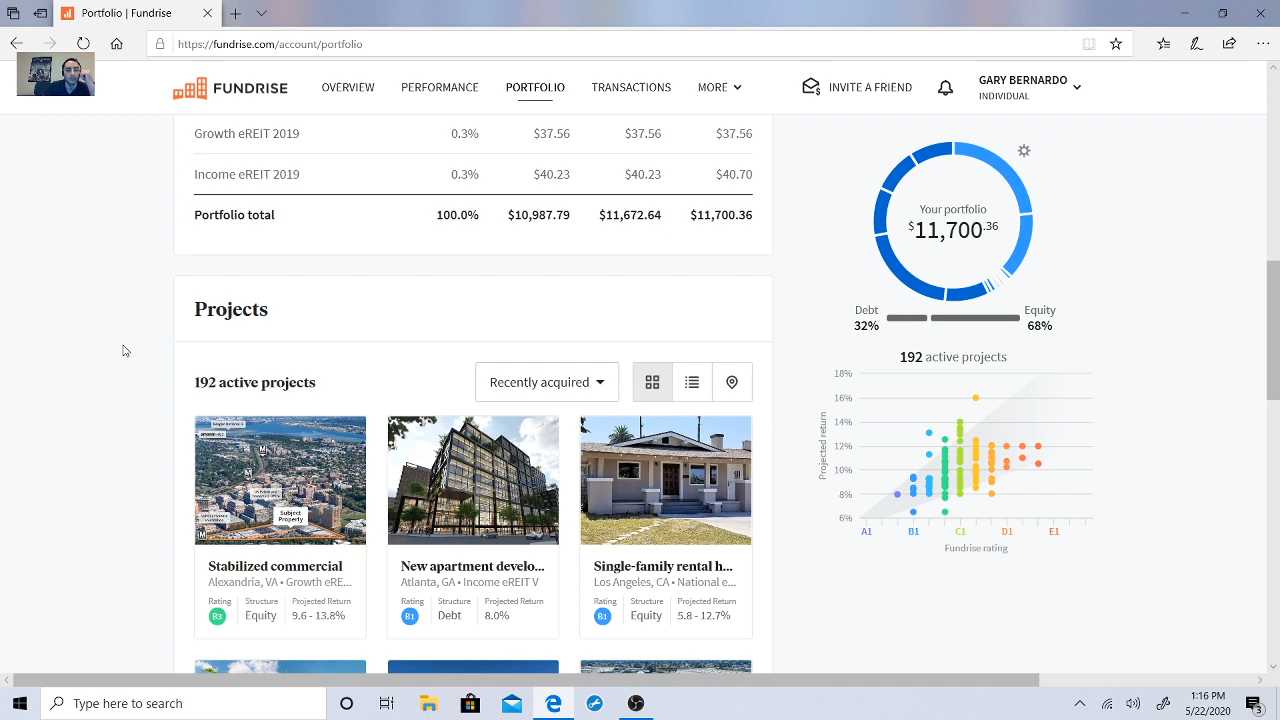 Portfolio | Fundrise
https://fundrise.com/account/portfolio
FUNDRISE
OVERVIEW
PERFORMANCE
PORTFOLIO
TRANSACTIONS
MORE
INVITE A FRIEND
GARY BERNARDO
INDIVIDUAL
Growth eREIT 2019 0.3% $37.56 $37.56 $37.56
Income eREIT 2019 0.3% $40.23 $40.23 $40.70
Portfolio total 100.0% $10,987.79 $11,672.64 $11,700.36
Projects
192 active projects
Recently acquired
Subject
Property
Stabilized commercial
Alexandria, VA • Growth eRE...
Rating Structure Projected Return
B3 Equity 9.6 - 13.8%
New apartment develo...
Atlanta, GA • Income eREIT V
Rating Structure Projected Return
B1 Debt 8.0%
Single-family rental h...
Los Angeles, CA • National e...
Rating Structure Projected Return
B1 Equity 5.8 - 12.7%
Your portfolio
$11,700.36
Debt
32%
Equity
68%
192 active projects
18%
16%
14%
12%
10%
8%
6%
Projected return
A1 B1 C1 D1 E1
Fundrise rating
Type here to search
1:16 PM
5/22/2020
3